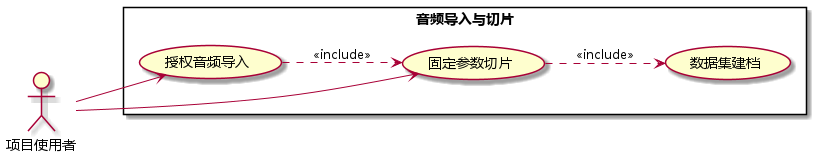 音频导入与切片
授权音频导入
«include»
固定参数切片
«include»
数据集建档
项目使用者